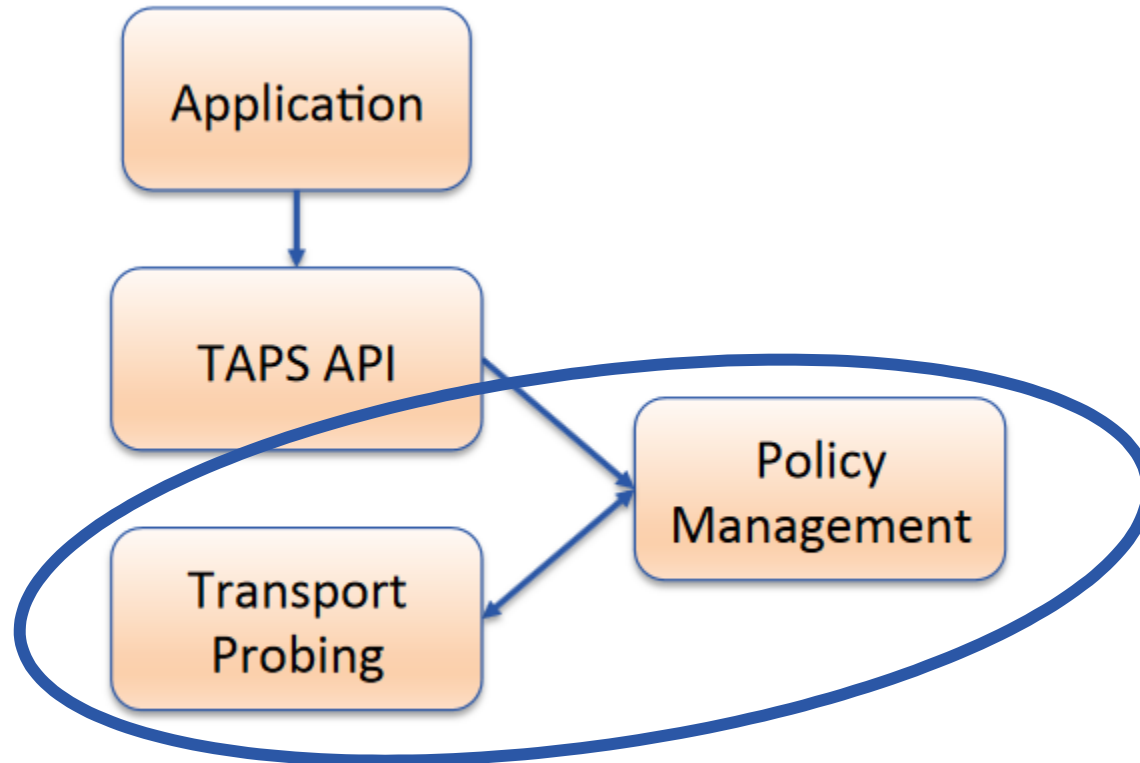 Application
TAPS API
Policy
Management
Transport
Probing